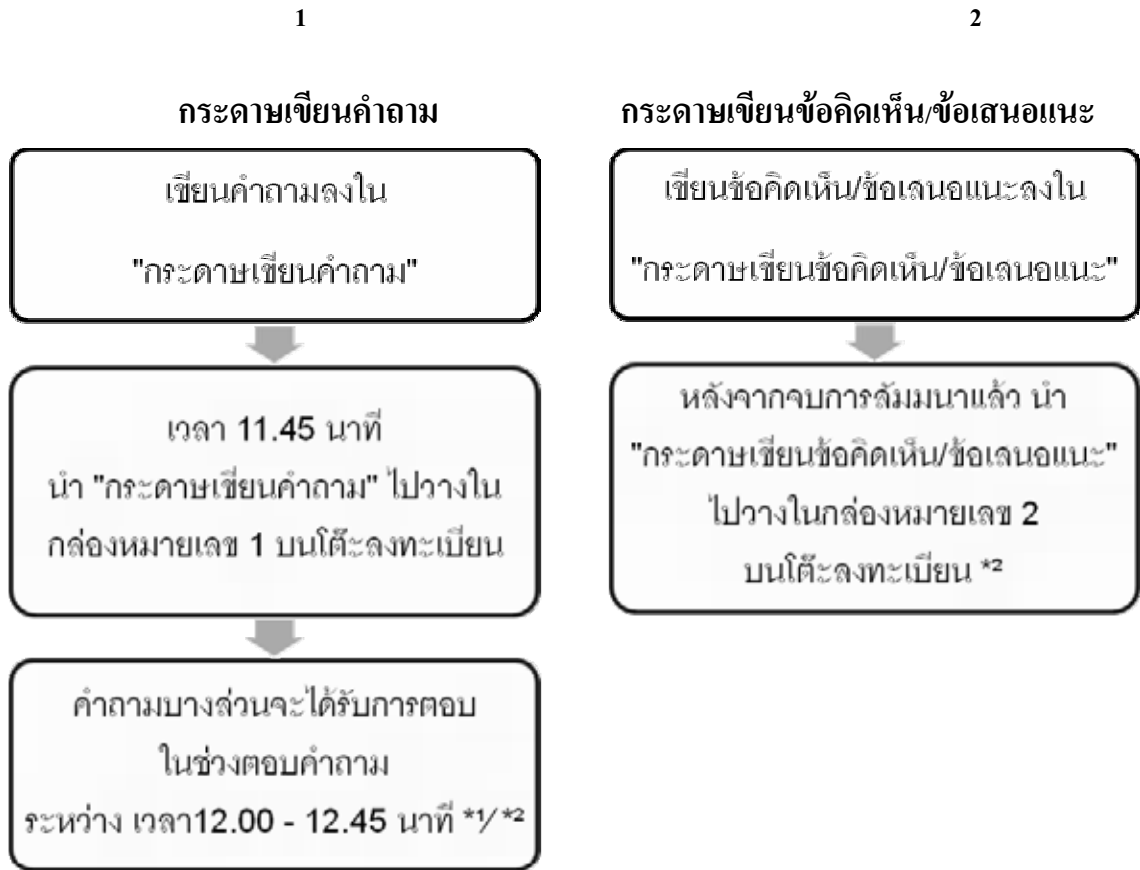 1
กระดาษเขียนคำถาม
เขียนคำถามลงใน
"กระดาษเขียนคำถาม"
เวลา 11.45 นาที
นำ "กระดาษเขียนคำถาม" ไปวางใน
กล่องหมายเลข 1 บนโต๊ะลงทะเบียน
คำถามบางส่วนจะได้รับการตอบ
ในช่วงตอบคำถาม
ระหว่าง เวลา12.00 - 12.45 นาที *¹/ *²
2
กระดาษเขียนข้อคิดเห็น/ข้อเสนอแนะ
เขียนข้อคิดเห็น/ข้อเสนอแนะลงใน
"กระดาษเขียนข้อคิดเห็น/ข้อเสนอแนะ"
หลังจากจบการสัมมนาแล้ว นำ
"กระดาษเขียนข้อคิดเห็น/ข้อเสนอแนะ"
ไปวางในกล่องหมายเลข 2
บนโต๊ะลงทะเบียน *²